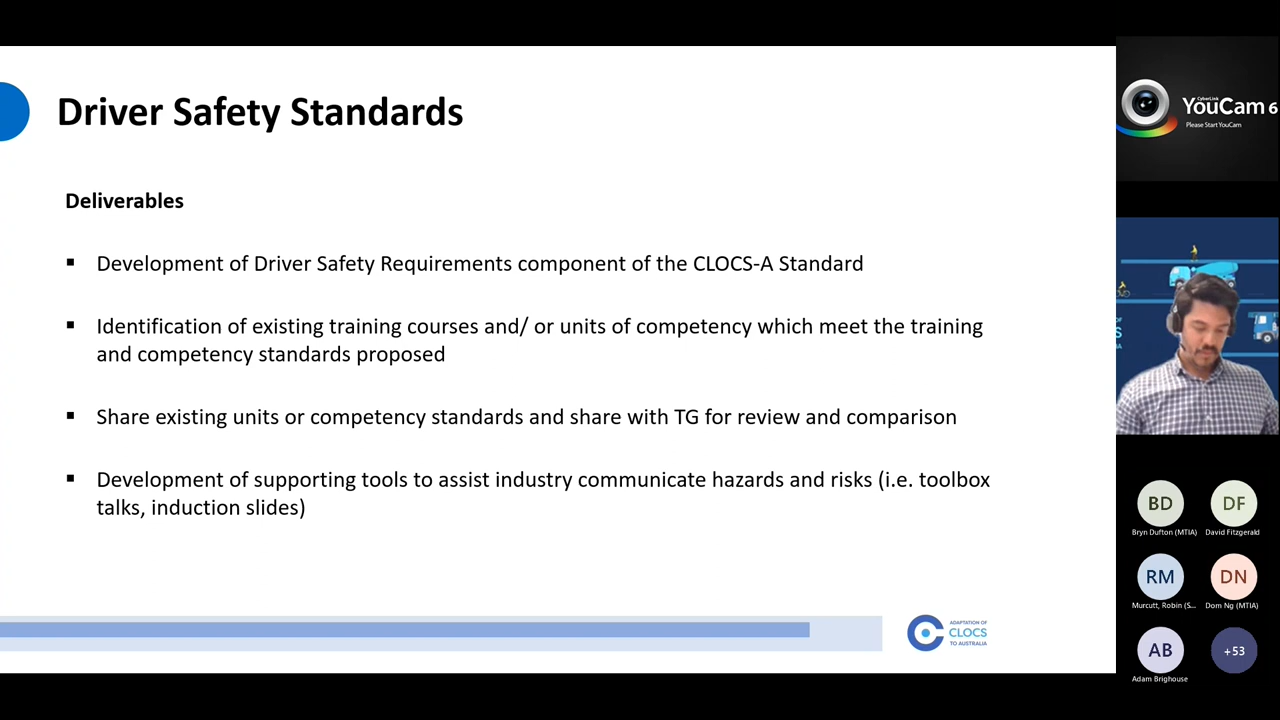 Driver Safety Standards
Deliverables
▪ Development of Driver Safety Requirements component of the CLOCS-A Standard
▪ Identification of existing training courses and/ or units of competency which meet the training
and competency standards proposed
▪ Share existing units or competency standards and share with TG for review and comparison
▪ Development of supporting tools to assist industry communicate hazards and risks (i.e. toolbox
talks, induction slides)
ADAPTATION OF
CLOCS
TO AUSTRALIA
CyberLink
YouCam 6
Please Start YouCam
BD
DF
Bryn Dufton (MTIA)
David Fitzgerald
RM
DN
Murcutt, Robin (S...
Dom Ng (MTIA)
AB
+53
Adam Brighouse